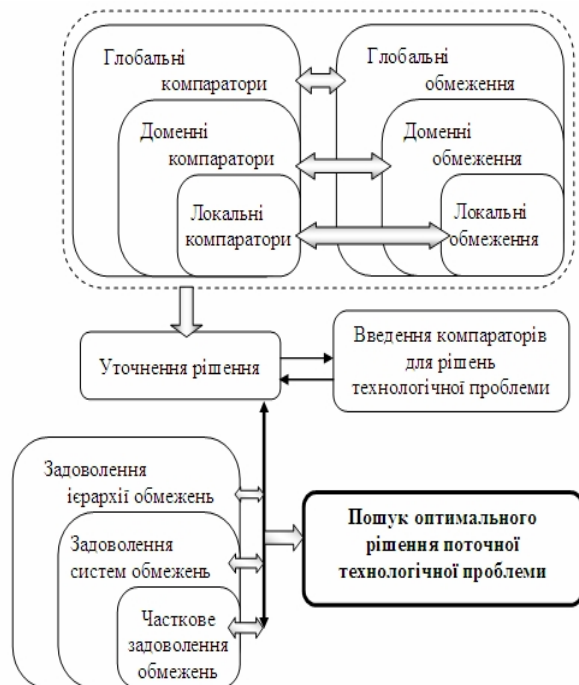 Глобальні
компаратори
Глобальні
обмеження
Доменні
компаратори
Доменні
обмеження
Локальні
компаратори
Локальні
обмеження
Уточнення рішення
Введення компараторів
для рішень
технологічної проблеми
Задоволення
ієрархії обмежень
Задоволення
систем обмежень
Часткове
задоволення
обмежень
Пошук оптимального
рішення поточної
технологічної проблеми